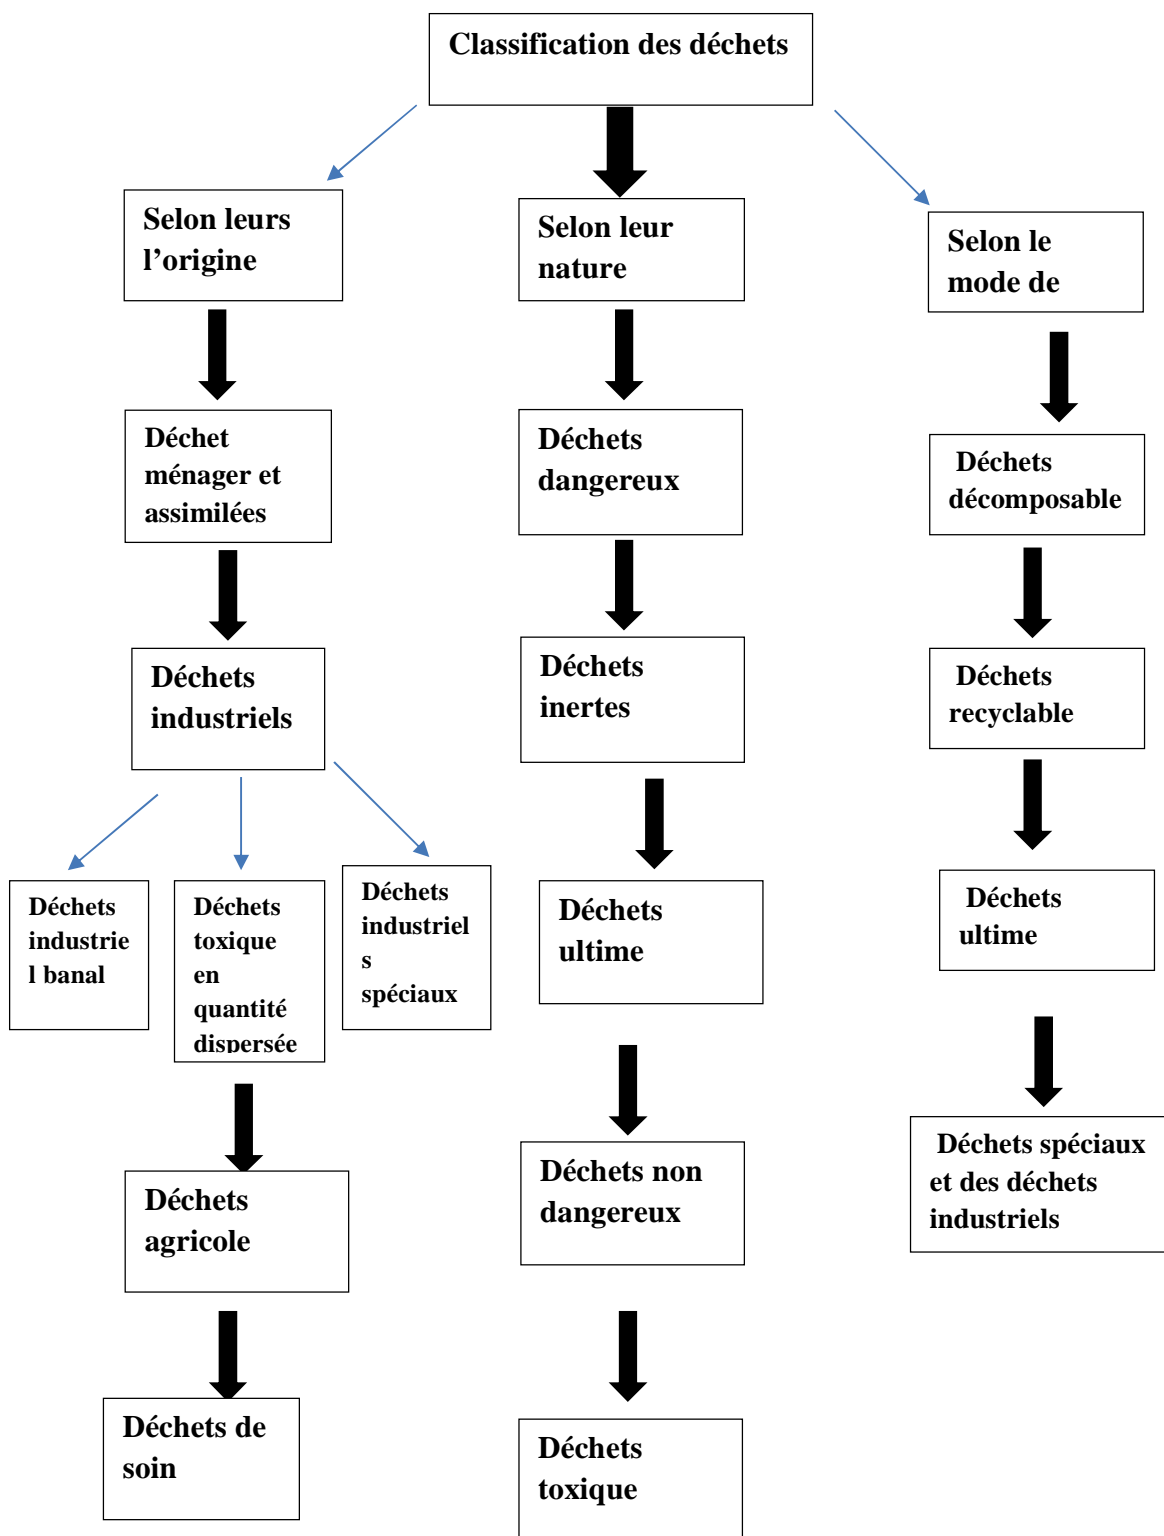 Classification des déchets
Selon leurs
l’origine
Selon leur
nature
Selon le
mode de
Déchet
ménager et
assimilées
Déchets
dangereux
Déchets
décomposable
Déchets
industriels
Déchets
inertes
Déchets
recyclable
Déchets
industrie
l banal
Déchets
toxique
en
quantité
dispersée
Déchets
industriel
s
spéciaux
Déchets
ultime
Déchets
ultime
Déchets
agricole
Déchets non
dangereux
Déchets spéciaux
et des déchets
industriels
Déchets de
soin
Déchets
toxique